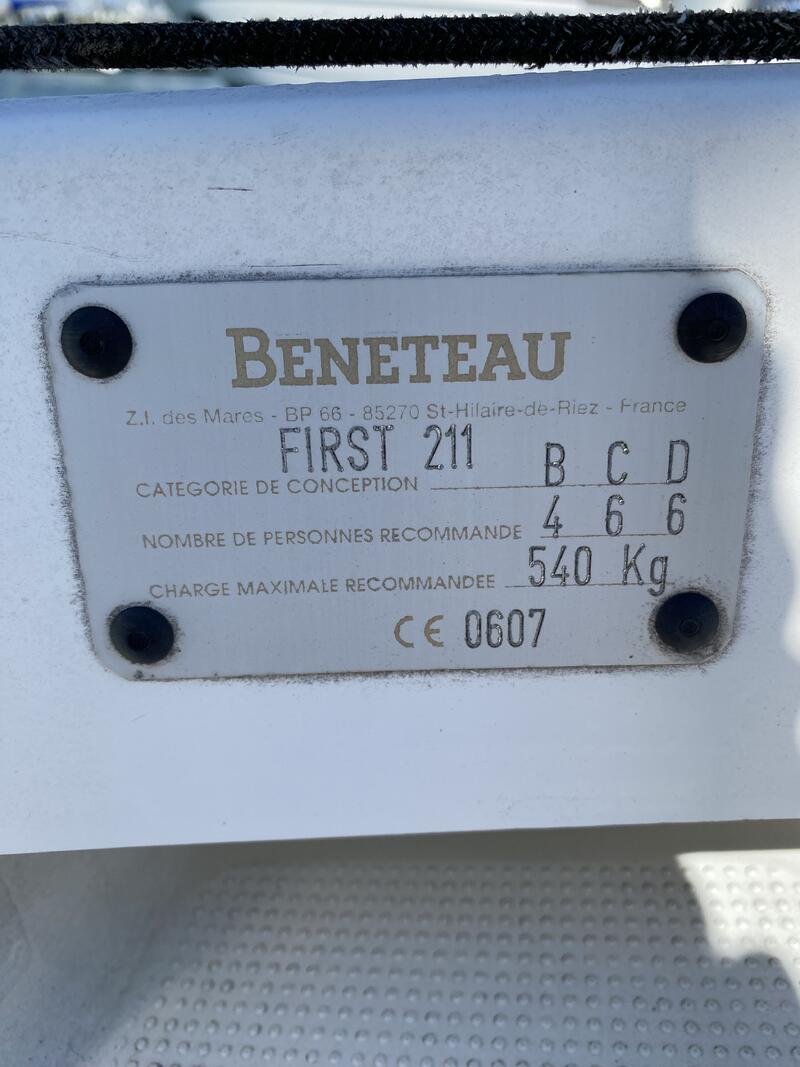 BENETEAU
Z.I. des Mares - BP 66 - 85270 St-Hilaire-de-Riez - France
FIRST 211
CATEGORIE DE CONCEPTION B C D
NOMBRE DE PERSONNES RECOMMANDE 4 6 6
CHARGE MAXIMALE RECOMMANDEE 540 Kg
CE 0607